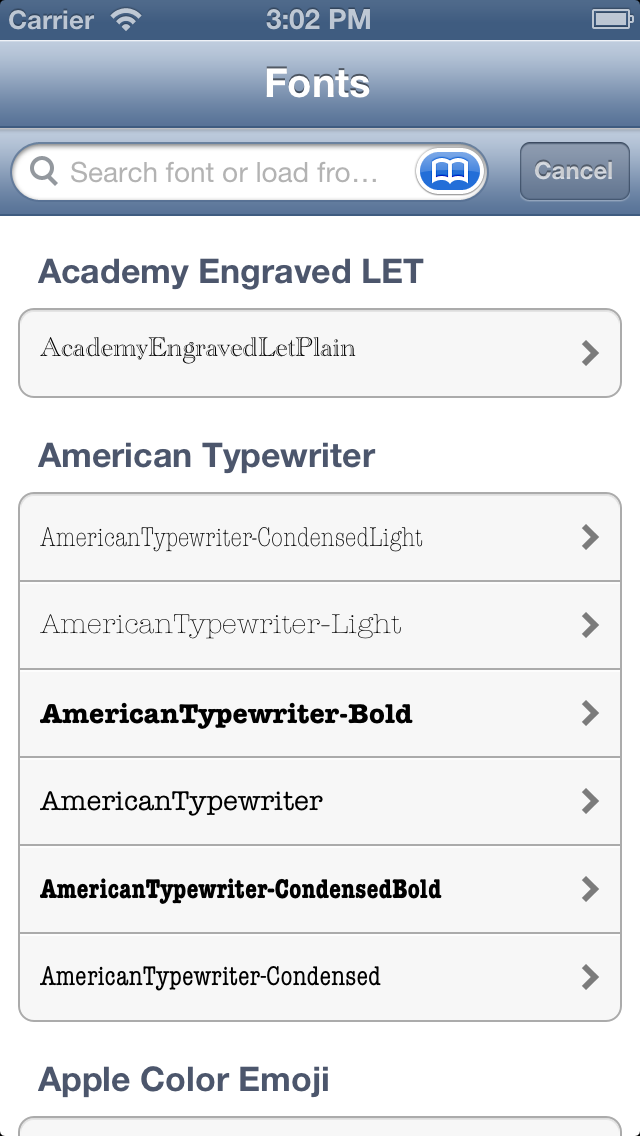 Carrier 3:02 PM
Fonts
Search font or load fro...
Cancel
Academy Engraved LET
AcademyEngravedLetPlain
American Typewriter
AmericanTypewriter-CondensedLight
AmericanTypewriter-Light
AmericanTypewriter-Bold
AmericanTypewriter
AmericanTypewriter-CondensedBold
AmericanTypewriter-Condensed
Apple Color Emoji